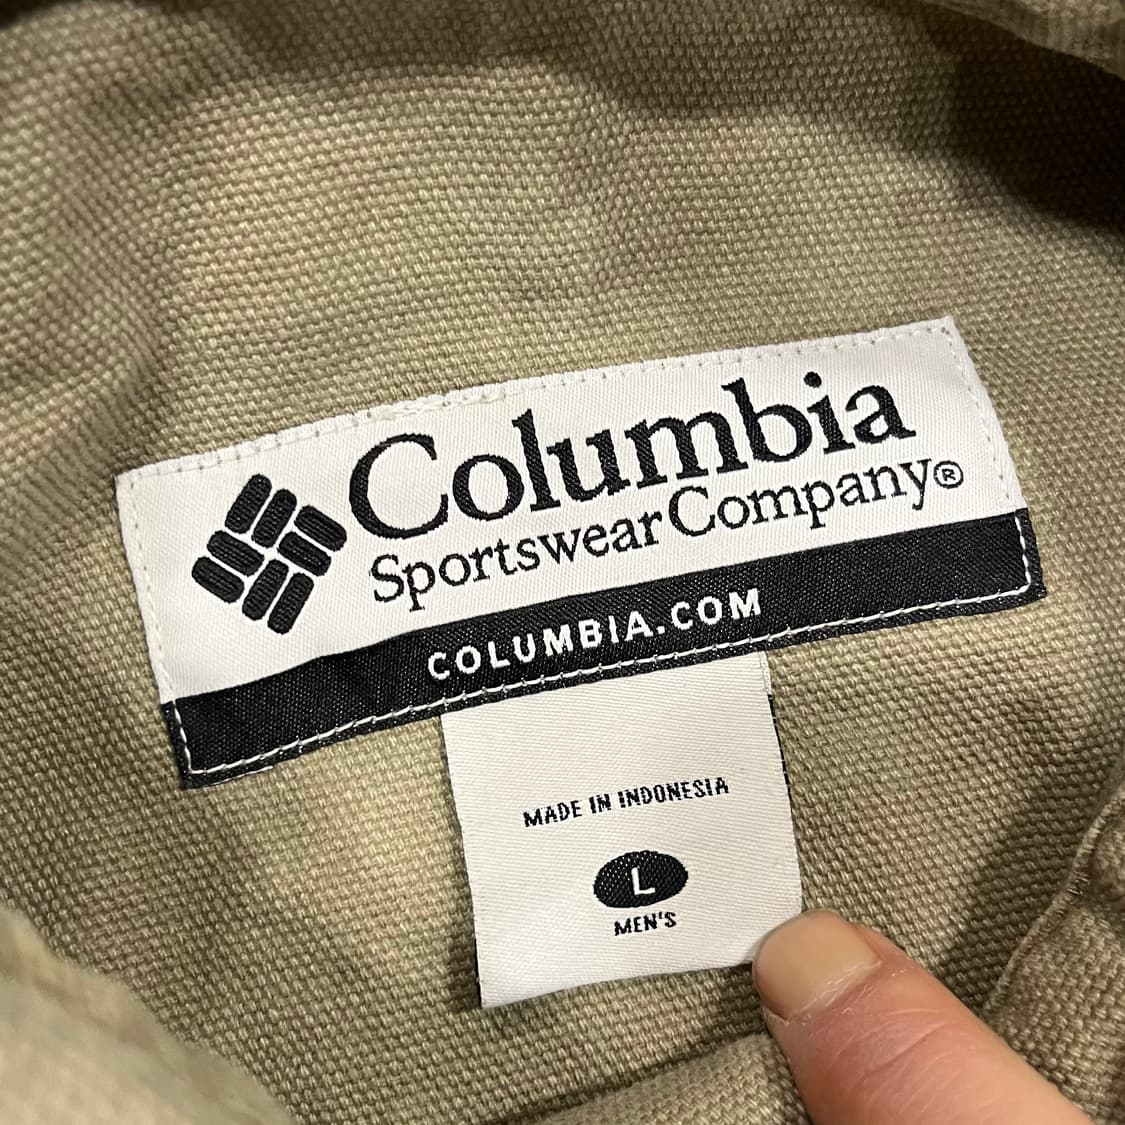 Columbia
Sportswear Company®
COLUMBIA.COM
MADE IN INDONESIA
L
MEN'S